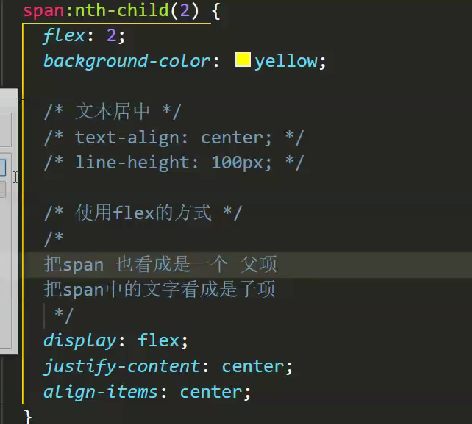 span:nth-child(2) {
flex: 2;
background-color: yellow;
/* 文本居中 */
/* text-align: center; */
/* line-height: 100px; */
/* 使用flex的方式 */
/*
把span 也看成是一个 父项
把span中的文字看成是子项
*/
display: flex;
justify-content: center;
align-items: center;
}